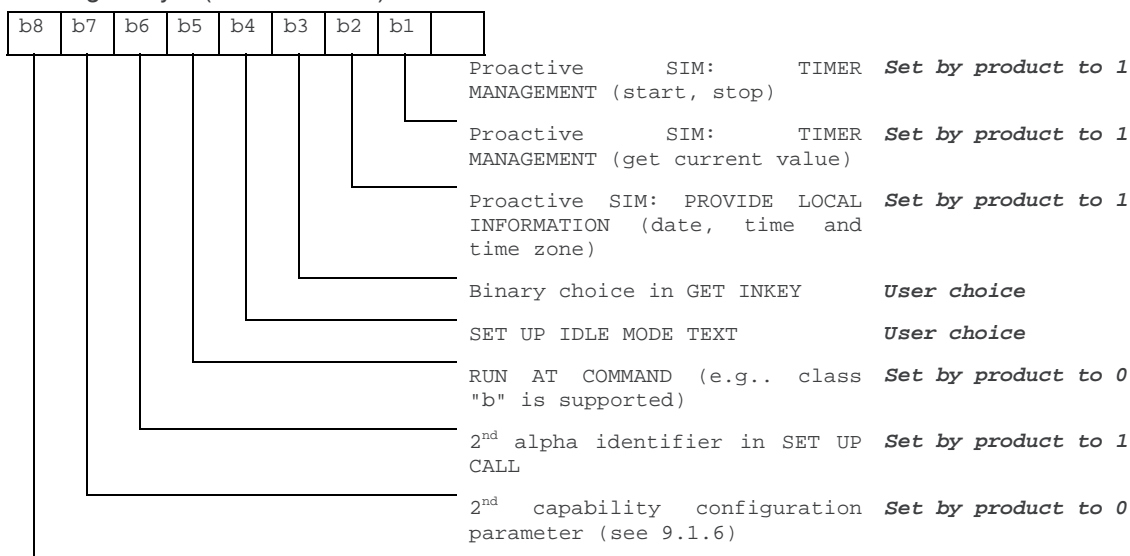 b8 b7 b6 b5 b4 b3 b2 b1
Proactive SIM: TIMER Set by product to 1
MANAGEMENT (start, stop)
Proactive SIM: TIMER Set by product to 1
MANAGEMENT (get current value)
Proactive SIM: PROVIDE LOCAL Set by product to 1
INFORMATION (date, time and
time zone)
Binary choice in GET INKEY User choice
SET UP IDLE MODE TEXT User choice
RUN AT COMMAND (e.g.. class Set by product to 0
"b" is supported)
2nd alpha identifier in SET UP Set by product to 1
CALL
2nd capability configuration Set by product to 0
parameter (see 9.1.6)